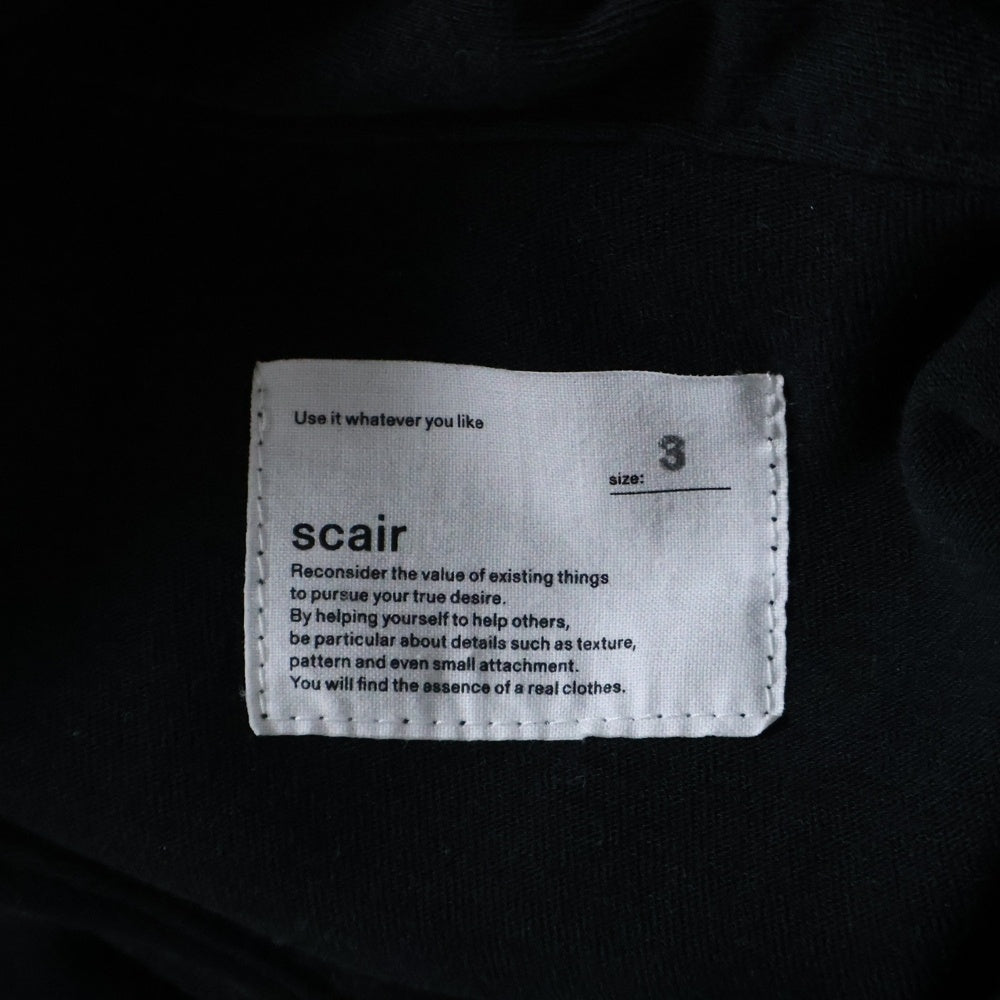 Use it whatever you like
size: 3
scair
Reconsider the value of existing things
to pursue your true desire.
By helping yourself to help others,
be particular about details such as texture,
pattern and even small attachment.
You will find the essence of a real clothes.